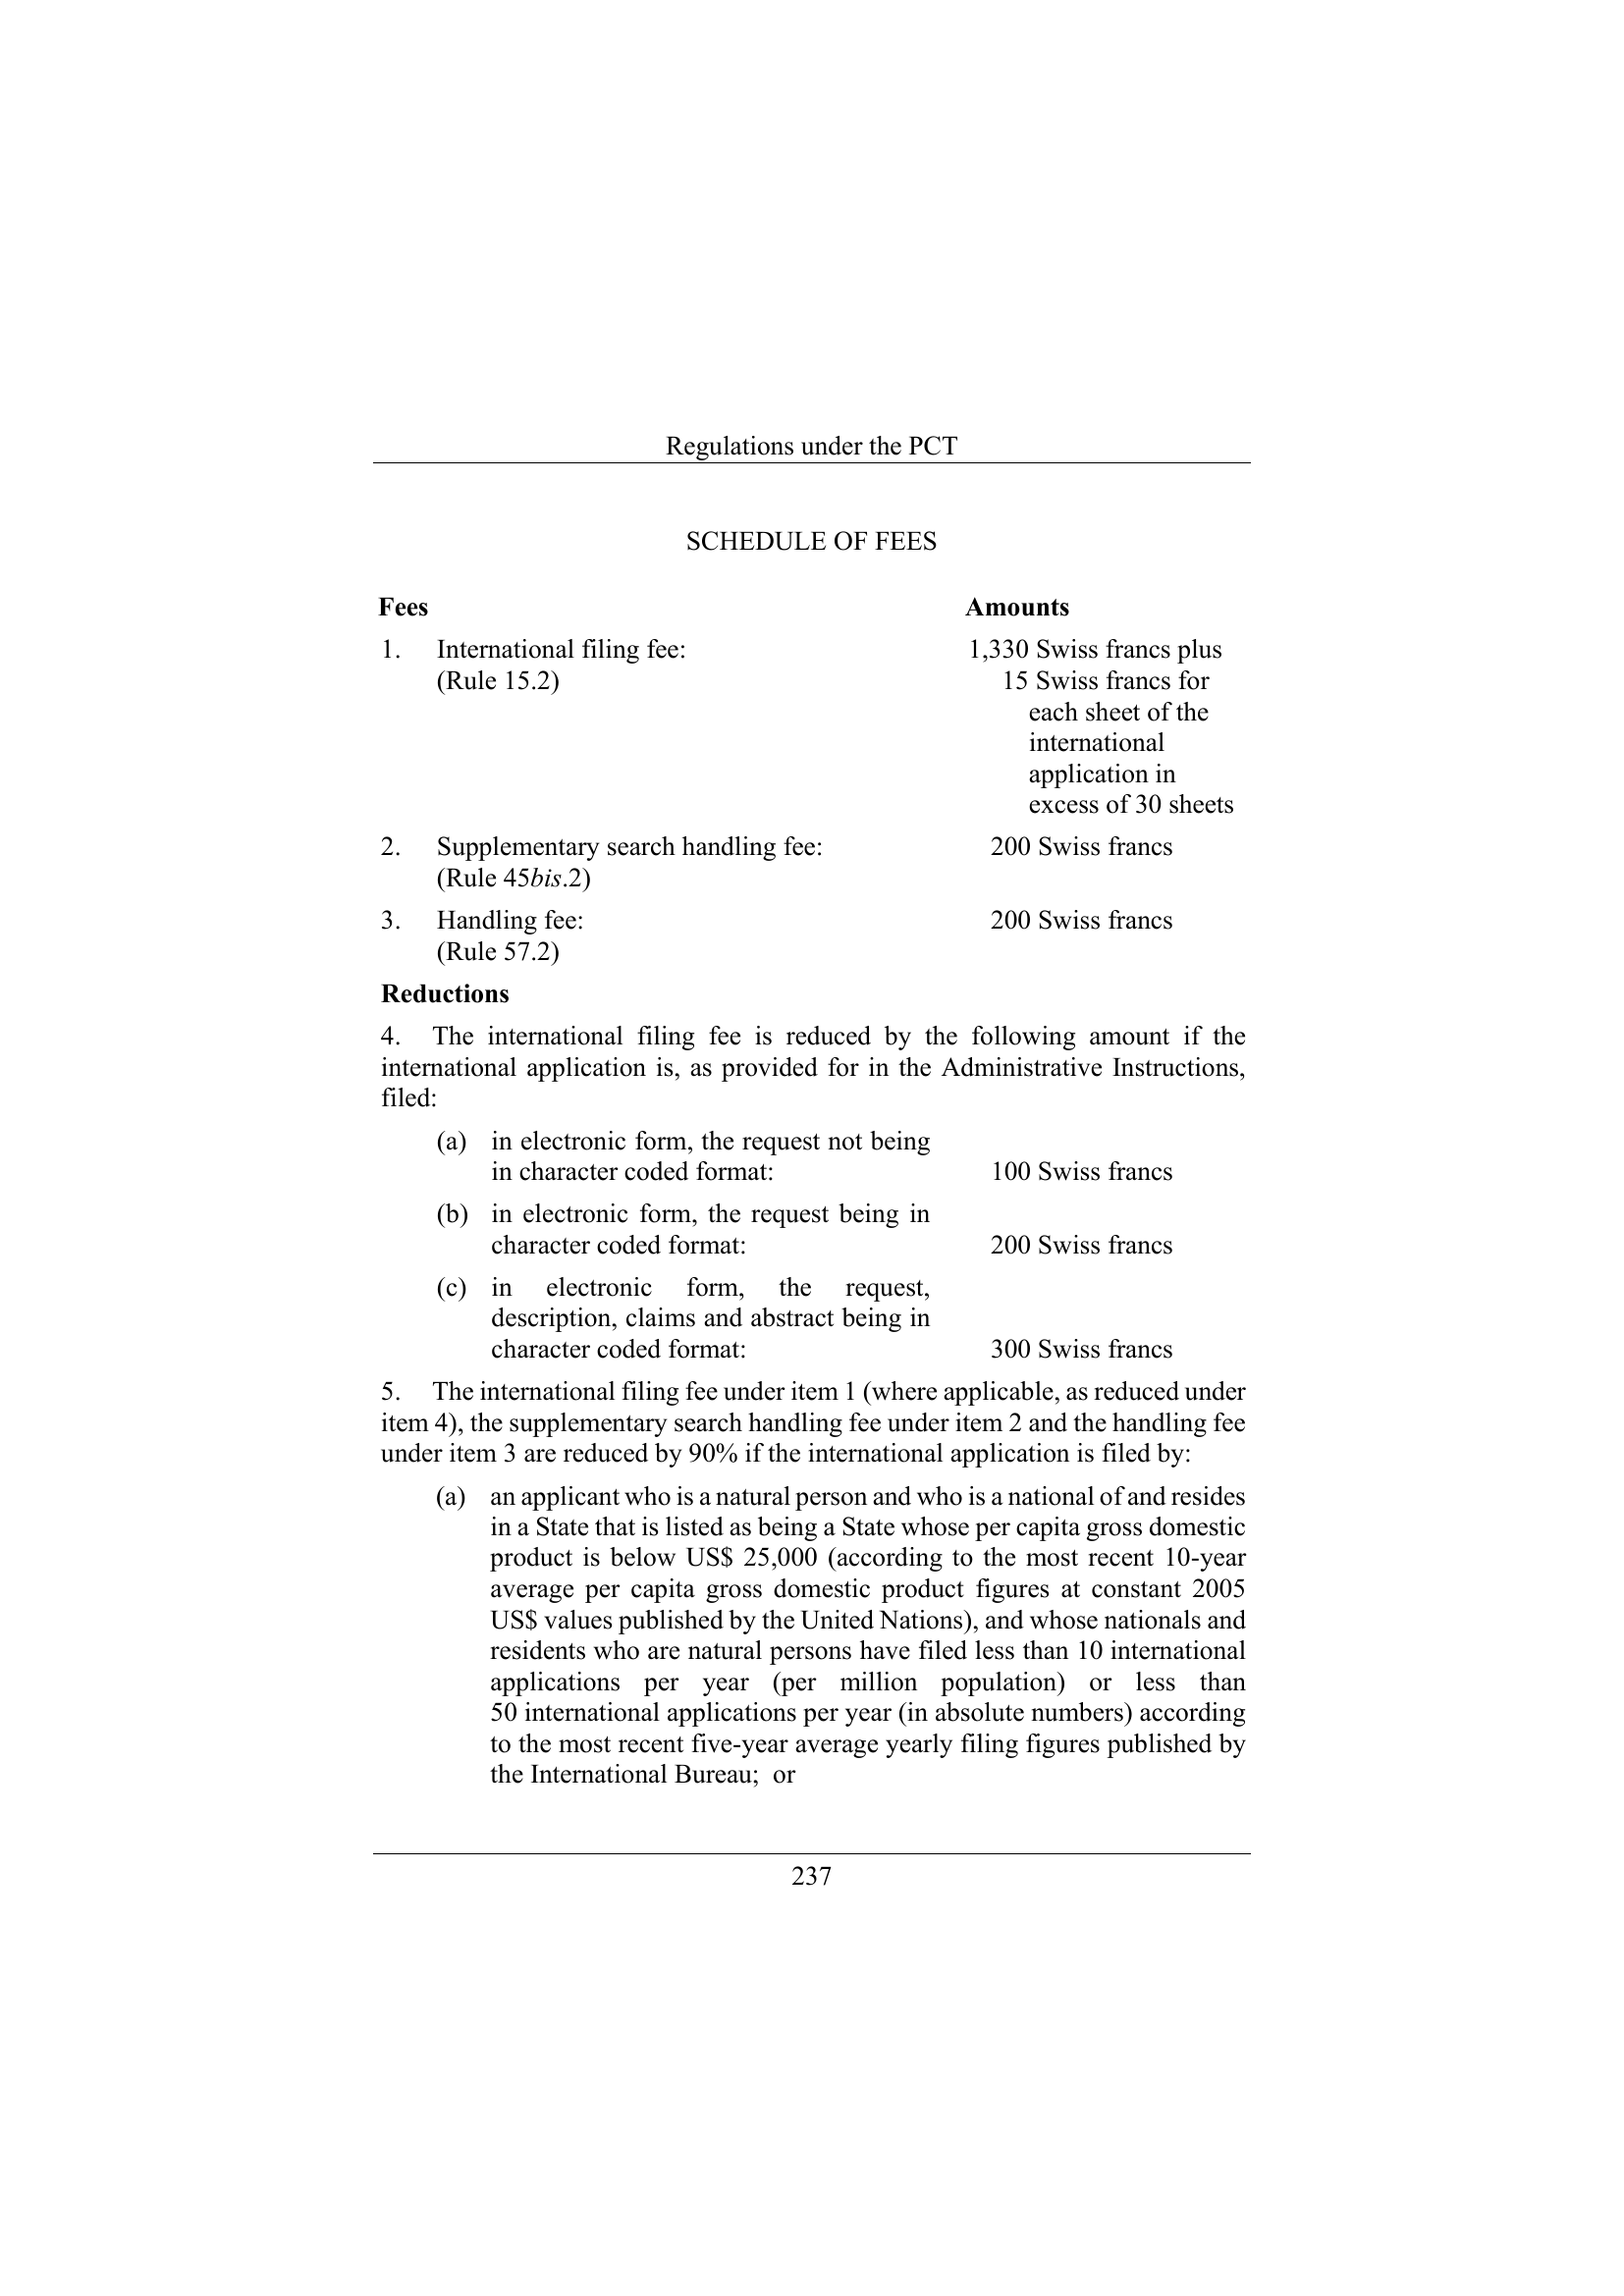 Regulations under the PCT
SCHEDULE OF FEES
Fees Amounts
1. International filing fee: 1,330 Swiss francs plus
(Rule 15.2) 15 Swiss francs for
each sheet of the
international
application in
excess of 30 sheets
2. Supplementary search handling fee: 200 Swiss francs
(Rule 45bis.2)
3. Handling fee: 200 Swiss francs
(Rule 57.2)
Reductions
4. The international filing fee is reduced by the following amount if the
international application is, as provided for in the Administrative Instructions,
filed:
(a) in electronic form, the request not being
in character coded format: 100 Swiss francs
(b) in electronic form, the request being in
character coded format: 200 Swiss francs
(c) in electronic form, the request,
description, claims and abstract being in
character coded format: 300 Swiss francs
5. The international filing fee under item 1 (where applicable, as reduced under
item 4), the supplementary search handling fee under item 2 and the handling fee
under item 3 are reduced by 90% if the international application is filed by:
(a) an applicant who is a natural person and who is a national of and resides
in a State that is listed as being a State whose per capita gross domestic
product is below US$ 25,000 (according to the most recent 10-year
average per capita gross domestic product figures at constant 2005
US$ values published by the United Nations), and whose nationals and
residents who are natural persons have filed less than 10 international
applications per year (per million population) or less than
50 international applications per year (in absolute numbers) according
to the most recent five-year average yearly filing figures published by
the International Bureau; or
237